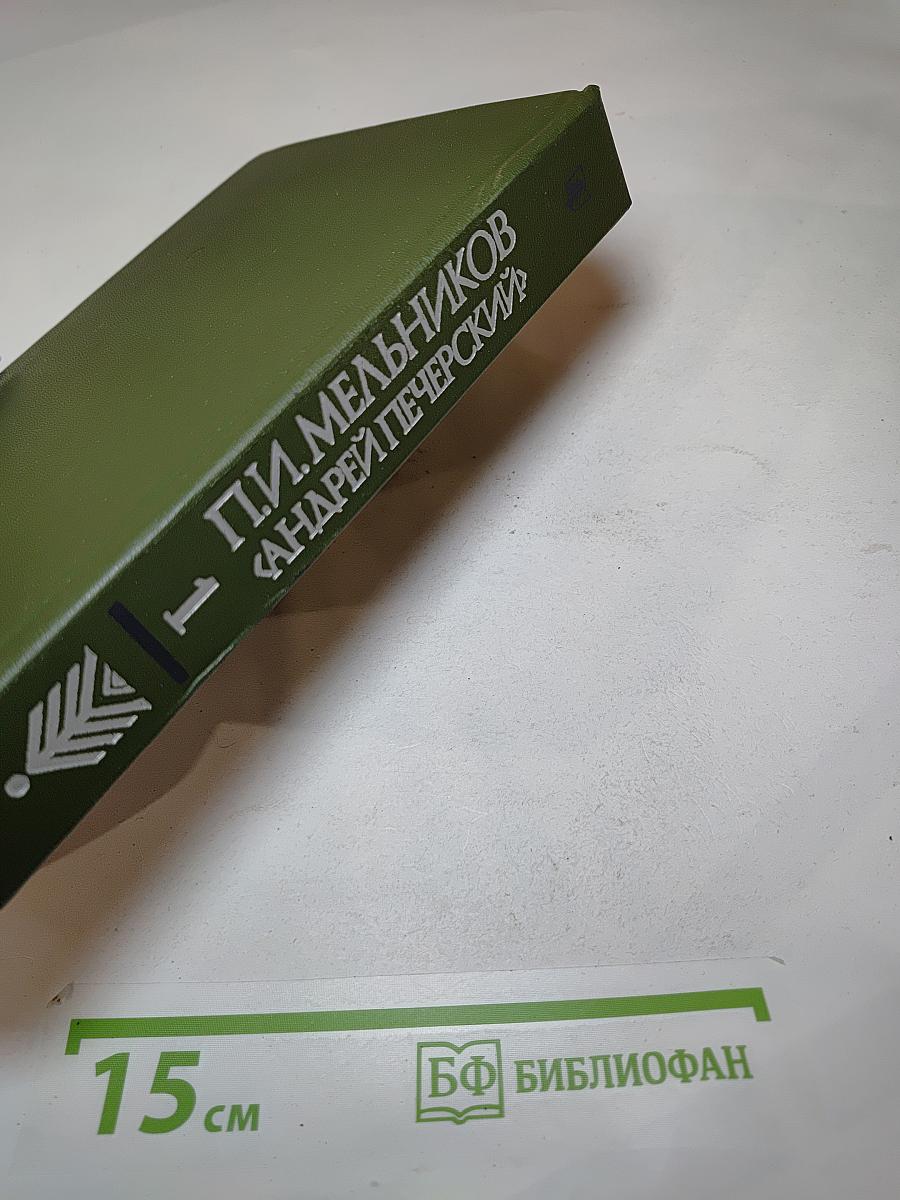 П.И. МЕЛЬНИКОВ
‹АНДРЕЙ ПЕЧЕРСКИЙ›
1
15 см
БФ БИБЛИОФАН